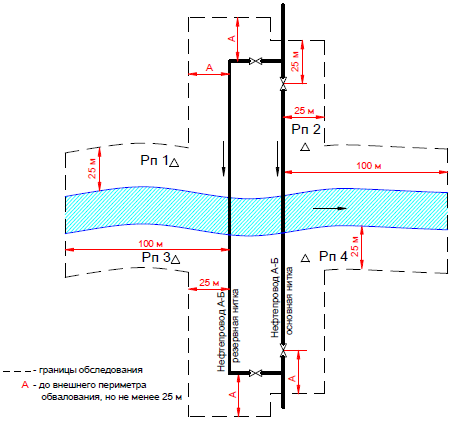 А
25 м
А
25 м
Рп 2
Рп 1
25 м
100 м
100 м
Рп 3
25 м
Рп 4
25 м
Нефтепровод А-Б
резервная нитка
Нефтепровод А-Б
основная нитка
А
А
- границы обследования
А - до внешнего периметра
обвалования, но не менее 25 м